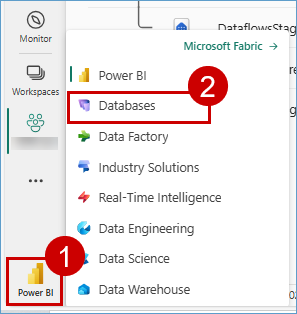 DataflowsStag
Monitor
Microsoft Fabric →
Power BI
2
Workspaces
Databases
Data Factory
Industry Solutions
...
Real-Time Intelligence
Data Engineering
1
Data Science
Power BI
Data Warehouse